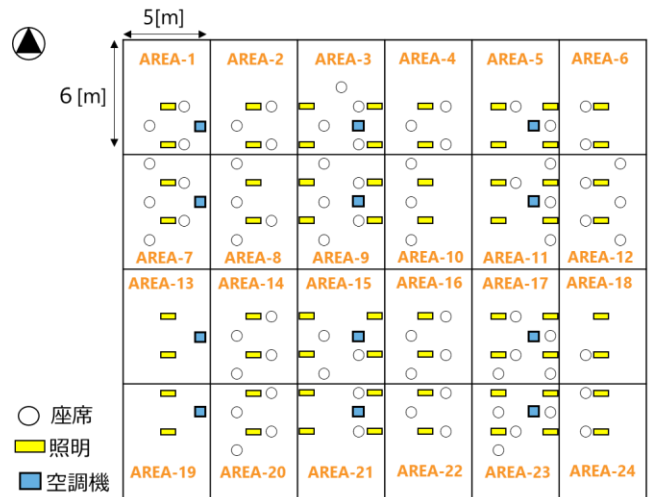 5[m]
6 [m]
AREA-1 AREA-2 AREA-3 AREA-4 AREA-5 AREA-6
AREA-7 AREA-8 AREA-9 AREA-10 AREA-11 AREA-12
AREA-13 AREA-14 AREA-15 AREA-16 AREA-17 AREA-18
座席
照明
空調機
AREA-19 AREA-20 AREA-21 AREA-22 AREA-23 AREA-24